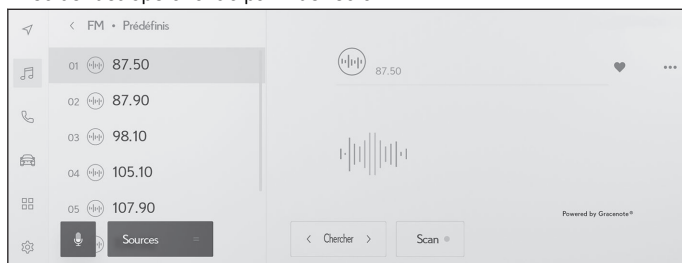 < FM • Prédéfinis
01 87.50
02 87.90
03 98.10
04 105.10
05 107.90
Sources
87.50
< Chercher >
Scan
Powered by Gracenote®